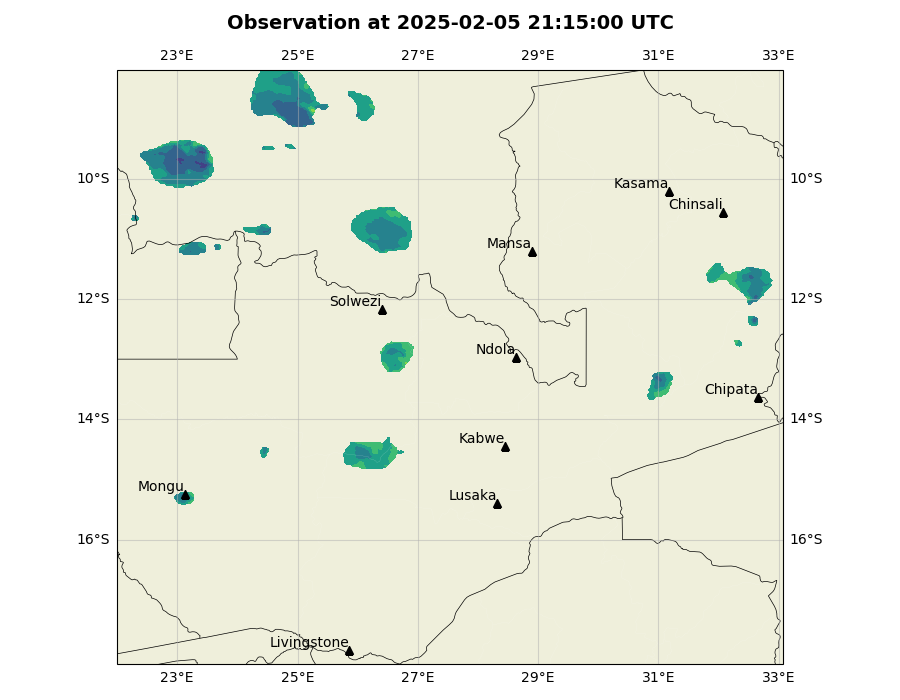 Observation at 2025-02-05 21:15:00 UTC
23°E 25°E 27°E 29°E 31°E 33°E
10°S 10°S
Kasama
Chinsali
Mansa
12°S 12°S
Solwezi
Ndola
Chipata
14°S 14°S
Kabwe
Mongu
Lusaka
16°S 16°S
Livingstone
23°E 25°E 27°E 29°E 31°E 33°E